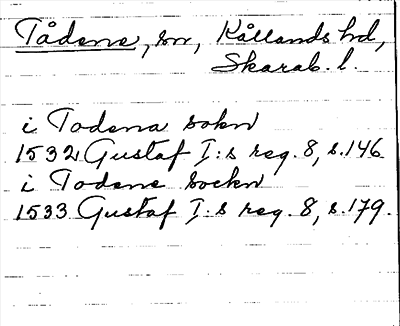 Tådene, sn, Kållands hd,
Skarab. l.
i Todena sokn
1532 Gustaf I:s reg. 8, s. 146.
i Todene sockn
1533 Gustaf I:s reg. 8, s. 179.